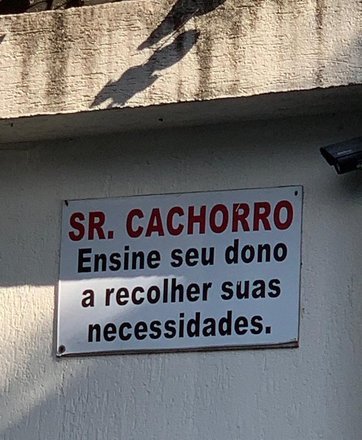 SR. CACHORRO
Ensine seu dono
a recolher suas
necessidades.